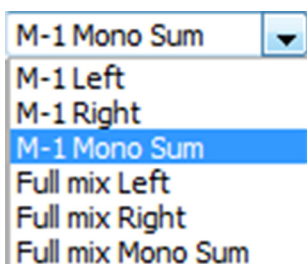 M-1 Mono Sum
M-1 Left
M-1 Right
M-1 Mono Sum
Full mix Left
Full mix Right
Full mix Mono Sum